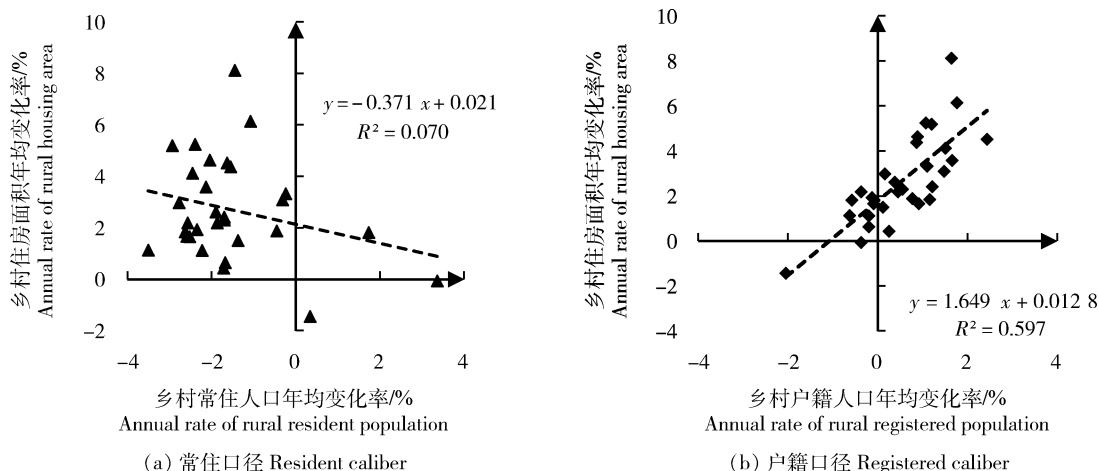 10
8
6
4
2
0
−2
−4
−2
0
2
4
y=−0.371 x+0.021
R²=0.070
乡村住房面积年均变化率/%
Annual rate of rural housing area
乡村常住人口年均变化率/%
Annual rate of rural resident population
(a) 常住口径 Resident caliber
10
8
6
4
2
0
−2
−4
−4
−2
0
2
4
y = 1.649 x+0.012 8
R²=0.597
乡村住房面积年均变化率/%
Annual rate of rural housing area
乡村户籍人口年均变化率/%
Annual rate of rural registered population
(b) 户籍口径 Registered caliber